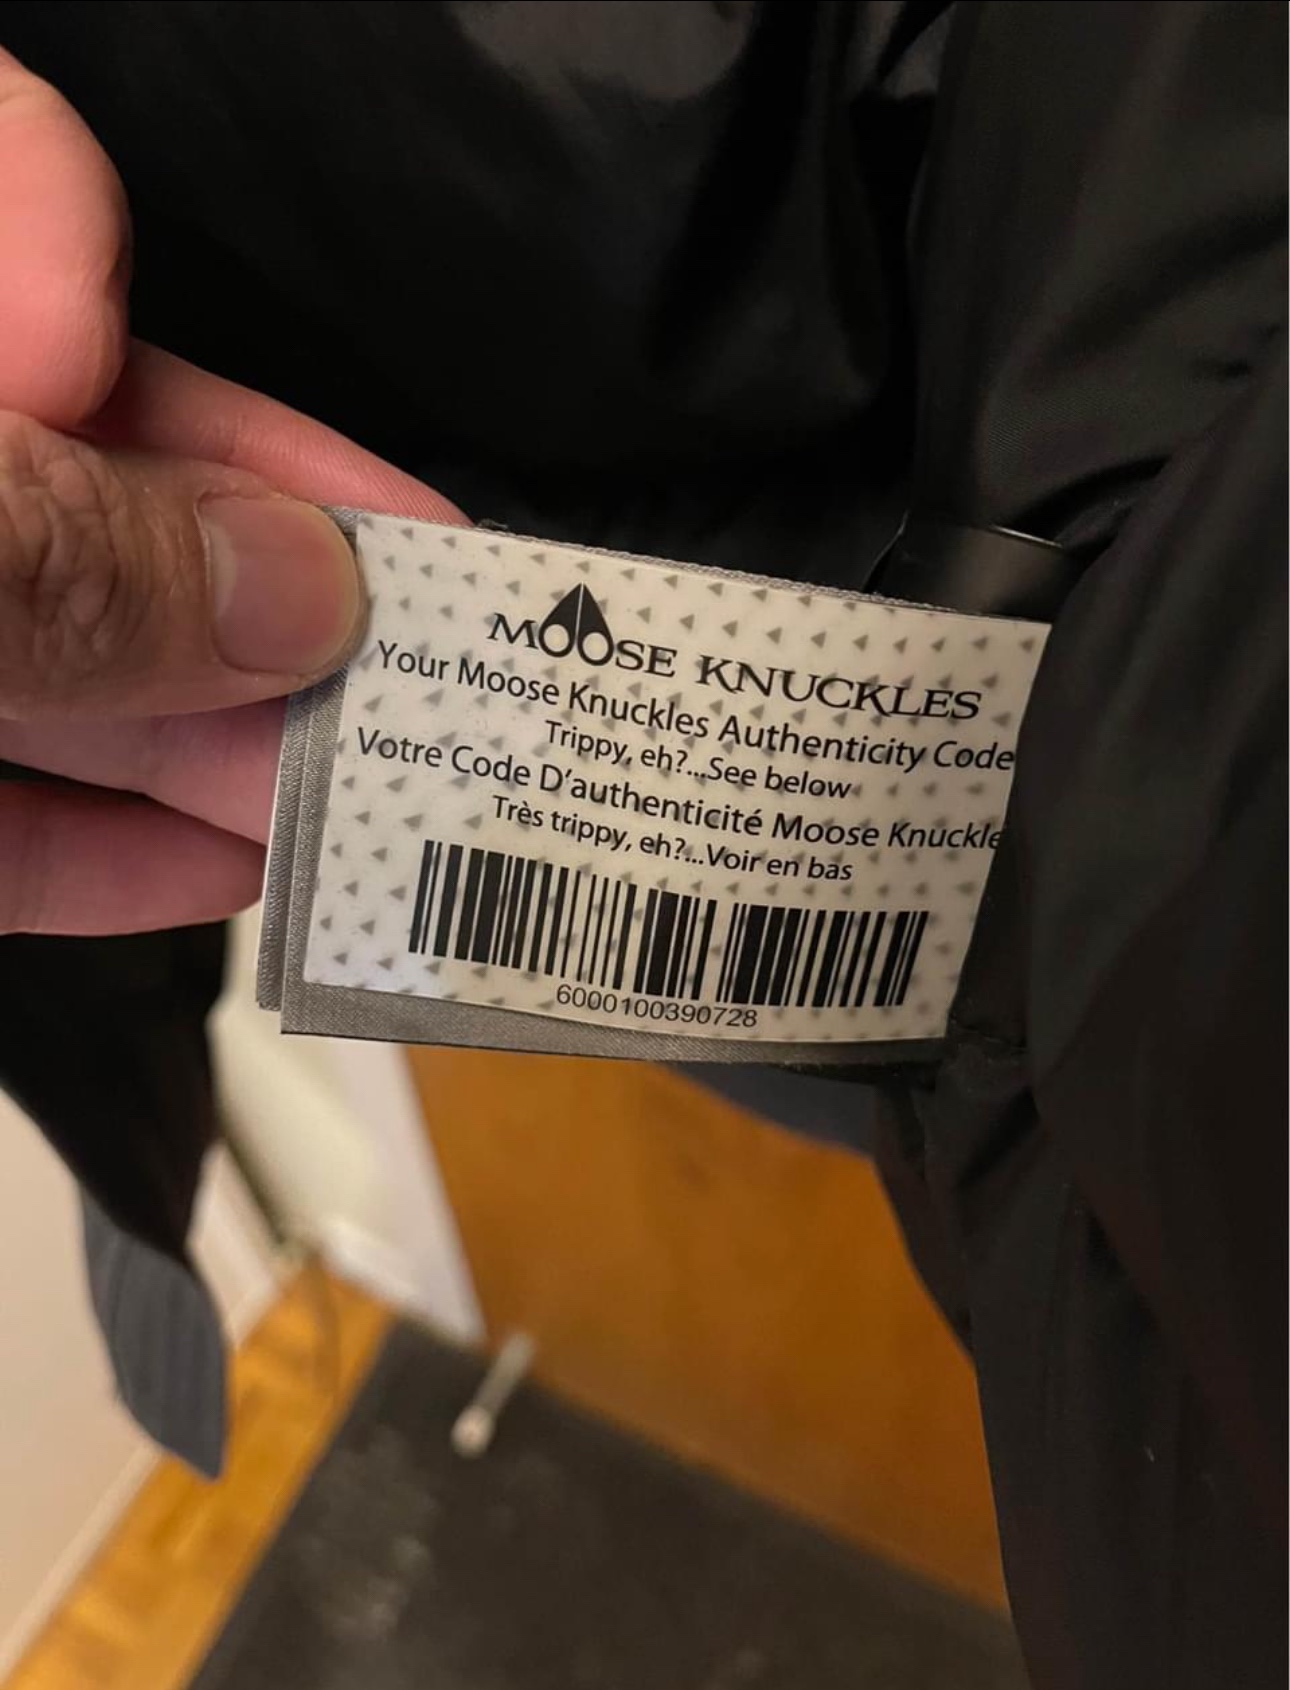 MOOSE KNUCKLES
Your Moose Knuckles Authenticity Code
Trippy, eh?...See below
Votre Code D'authenticité Moose Knuckle
Très trippy, eh?...Voir en bas
6000100390728